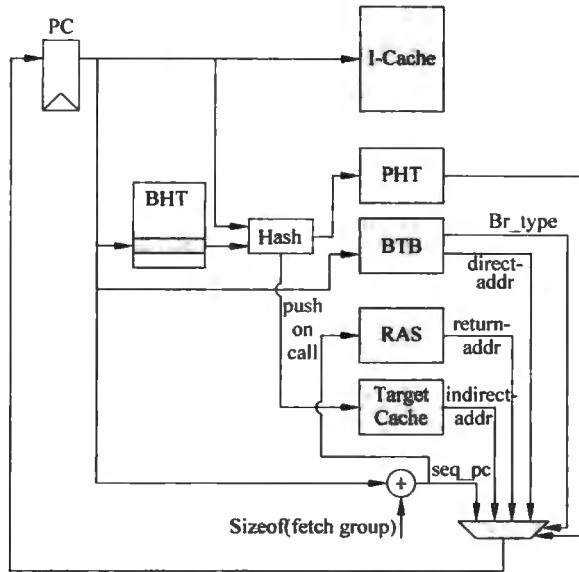 PC
I-Cache
BHT
Hash
PHT
BTB
Br_type
direct-
addr
push
on
call
RAS
return-
addr
Target
Cache
indirect-
addr
seq_pc
+
Sizeof(fetch group)